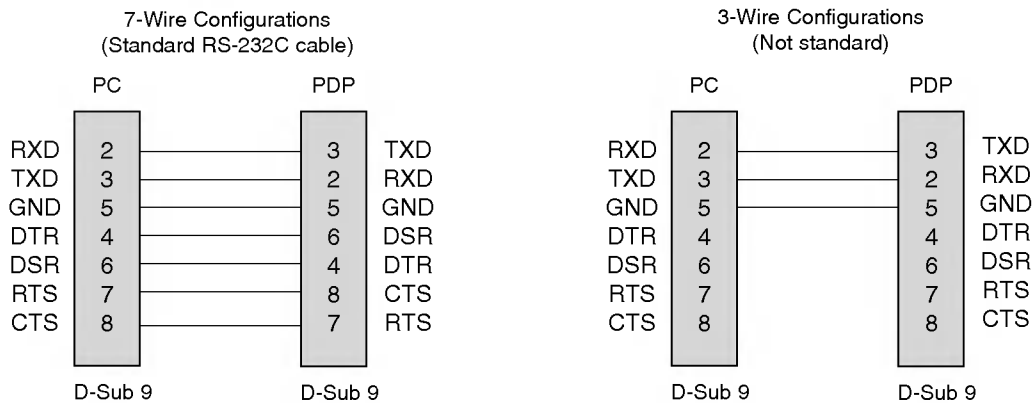 7-Wire Configurations
(Standard RS-232C cable)
PC PDP
RXD 2 3 TXD
TXD 3 2 RXD
GND 5 5 GND
DTR 4 6 DSR
DSR 6 4 DTR
RTS 7 8 CTS
CTS 8 7 RTS
D-Sub 9 D-Sub 9
3-Wire Configurations
(Not standard)
PC PDP
RXD 2 3 TXD
TXD 3 2 RXD
GND 5 5 GND
DTR 4 4 DTR
DSR 6 6 DSR
RTS 7 7 RTS
CTS 8 8 CTS
D-Sub 9 D-Sub 9